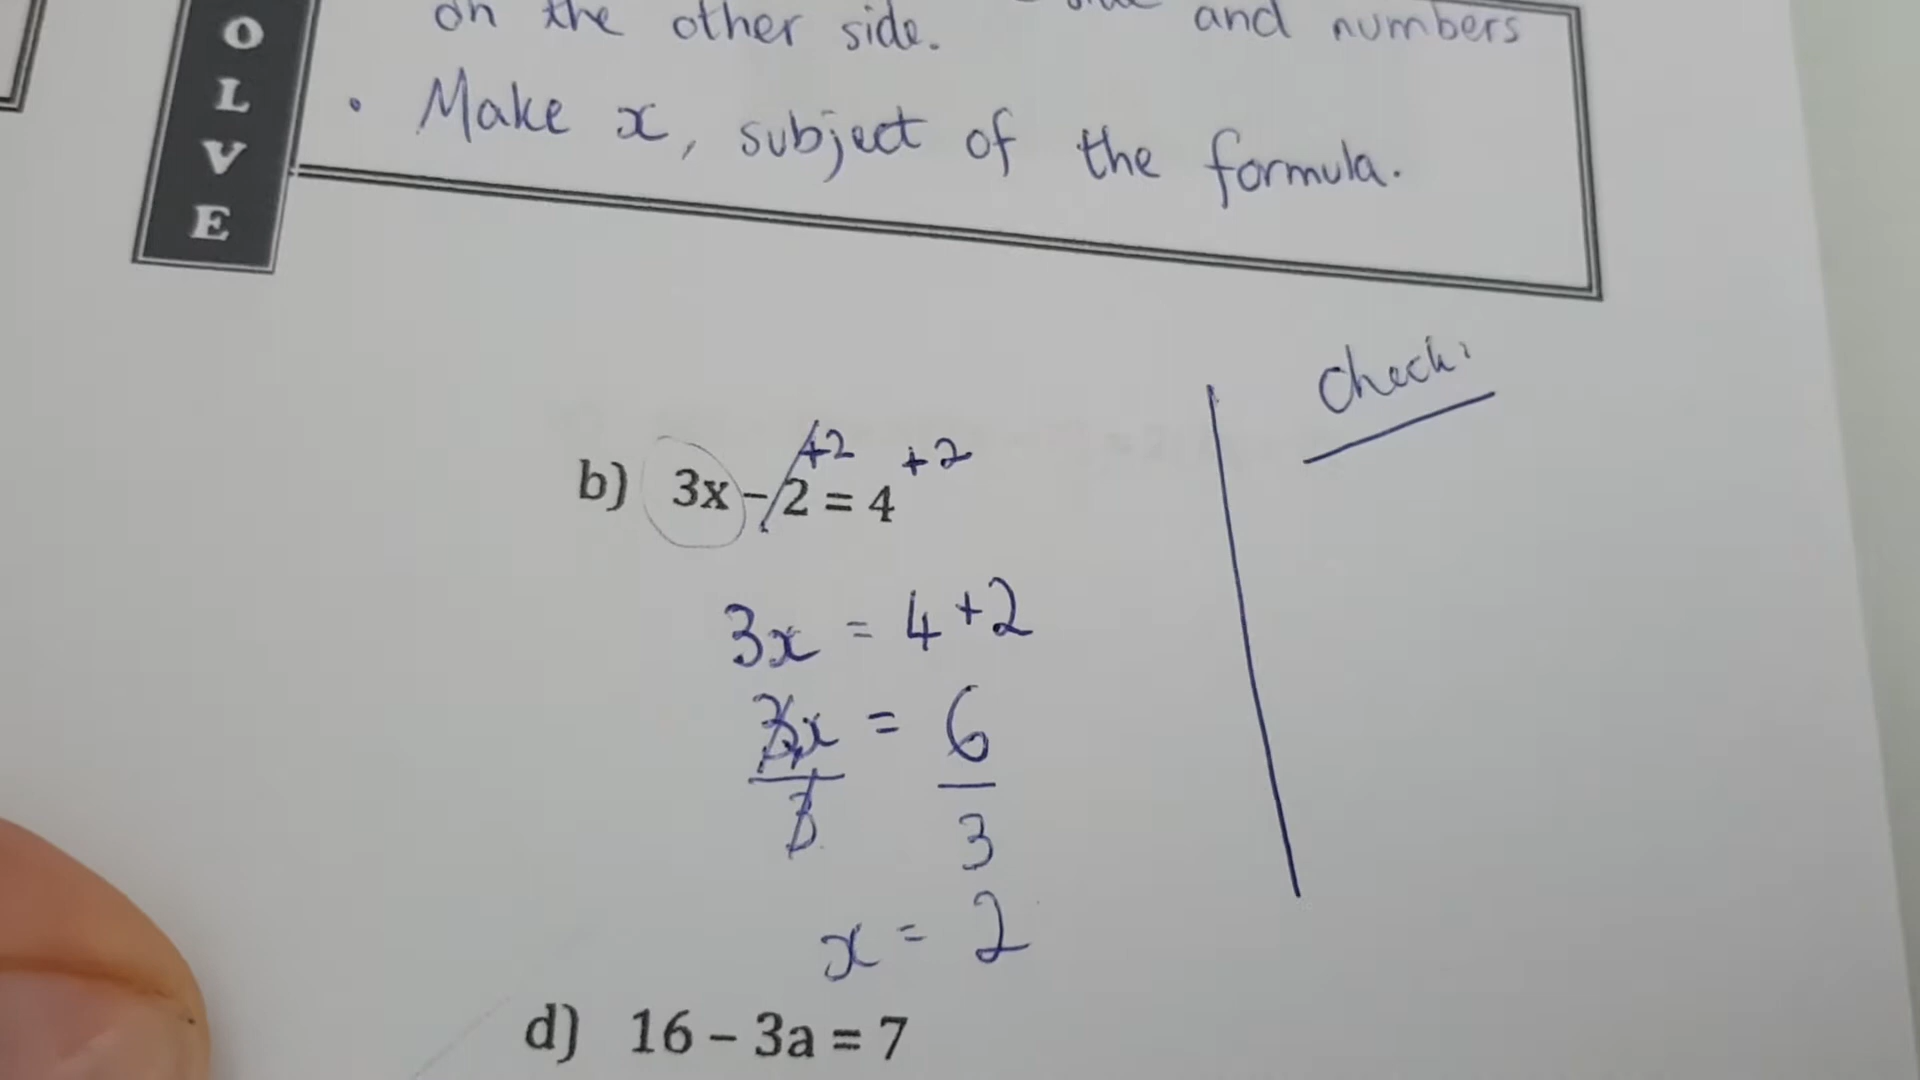 O
L
V
E
on the other side. and numbers
• Make x, subject of the formula.
Check:
+2 +2
b) 3x - 2 = 4
3x = 4 + 2
3x = 6
3 3
x = 2
d) 16 – 3a = 7